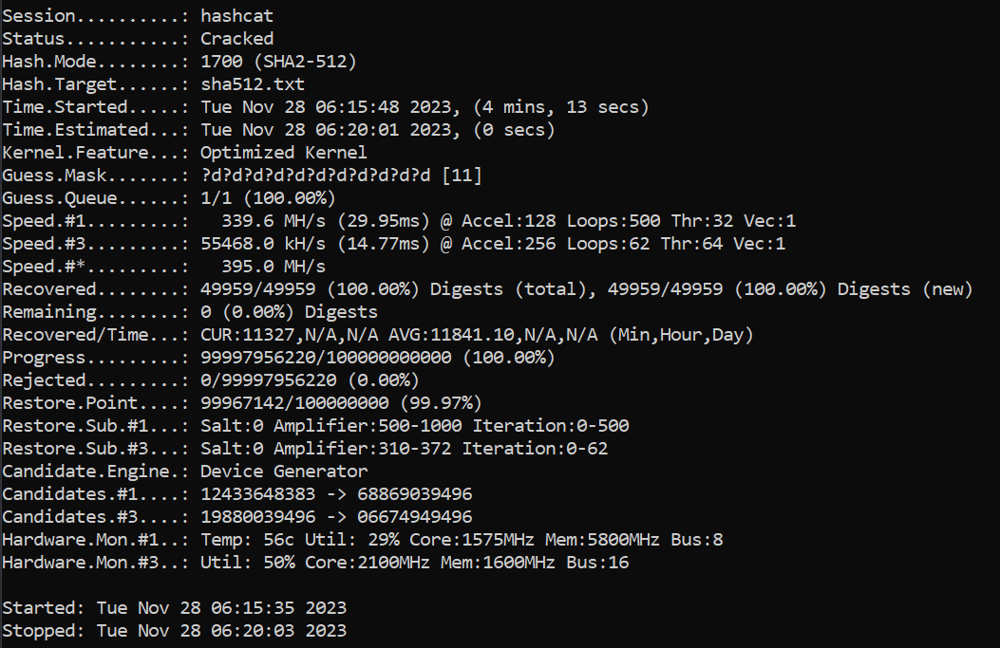 Session..........: hashcat
Status...........: Cracked
Hash.Mode........: 1700 (SHA2-512)
Hash.Target......: sha512.txt
Time.Started.....: Tue Nov 28 06:15:48 2023, (4 mins, 13 secs)
Time.Estimated...: Tue Nov 28 06:20:01 2023, (0 secs)
Kernel.Feature...: Optimized Kernel
Guess.Mask.......: ?d?d?d?d?d?d?d?d?d?d?d [11]
Guess.Queue......: 1/1 (100.00%)
Speed.#1.........:   339.6 MH/s (29.95ms) @ Accel:128 Loops:500 Thr:32 Vec:1
Speed.#3.........: 55468.0 kH/s (14.77ms) @ Accel:256 Loops:62 Thr:64 Vec:1
Speed.#*.........:   395.0 MH/s
Recovered........: 49959/49959 (100.00%) Digests (total), 49959/49959 (100.00%) Digests (new)
Remaining........: 0 (0.00%) Digests
Recovered/Time...: CUR:11327,N/A,N/A AVG:11841.10,N/A,N/A (Min,Hour,Day)
Progress.........: 99997956220/100000000000 (100.00%)
Rejected.........: 0/99997956220 (0.00%)
Restore.Point....: 99967142/100000000 (99.97%)
Restore.Sub.#1...: Salt:0 Amplifier:500-1000 Iteration:0-500
Restore.Sub.#3...: Salt:0 Amplifier:310-372 Iteration:0-62
Candidate.Engine.: Device Generator
Candidates.#1....: 12433648383 -> 68869039496
Candidates.#3....: 19880039496 -> 06674949496
Hardware.Mon.#1..: Temp: 56c Util: 29% Core:1575MHz Mem:5800MHz Bus:8
Hardware.Mon.#3..: Util: 50% Core:2100MHz Mem:1600MHz Bus:16
Started: Tue Nov 28 06:15:35 2023
Stopped: Tue Nov 28 06:20:03 2023